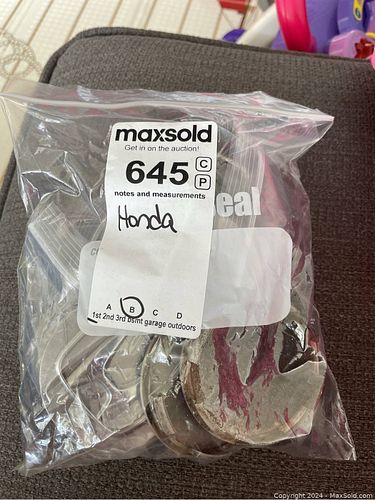 maxsold
Get in on the auction!
645 C
P
notes and measurements
eal
Honda
A B C D
1st 2nd 3rd bsmt garage outdoors
Copyright 2024 - MaxSold.com